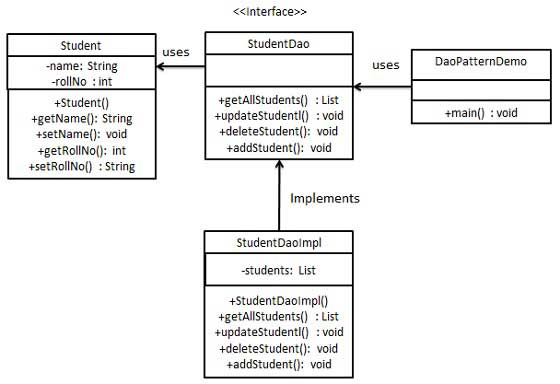 <<Interface>>
Student
-name: String
-rollNo : int
+Student()
+getName(): String
+setName(): void
+getRollNo(): int
+setRollNo() : String
uses
StudentDao
+getAllStudents() : List
+updateStudentl() : void
+deleteStudent(): void
+addStudent(): void
uses
DaoPatternDemo
+main() : void
Implements
StudentDaoImpl
-students: List
+StudentDaoImpl()
+getAllStudents() : List
+updateStudentl() : void
+deleteStudent(): void
+addStudent(): void